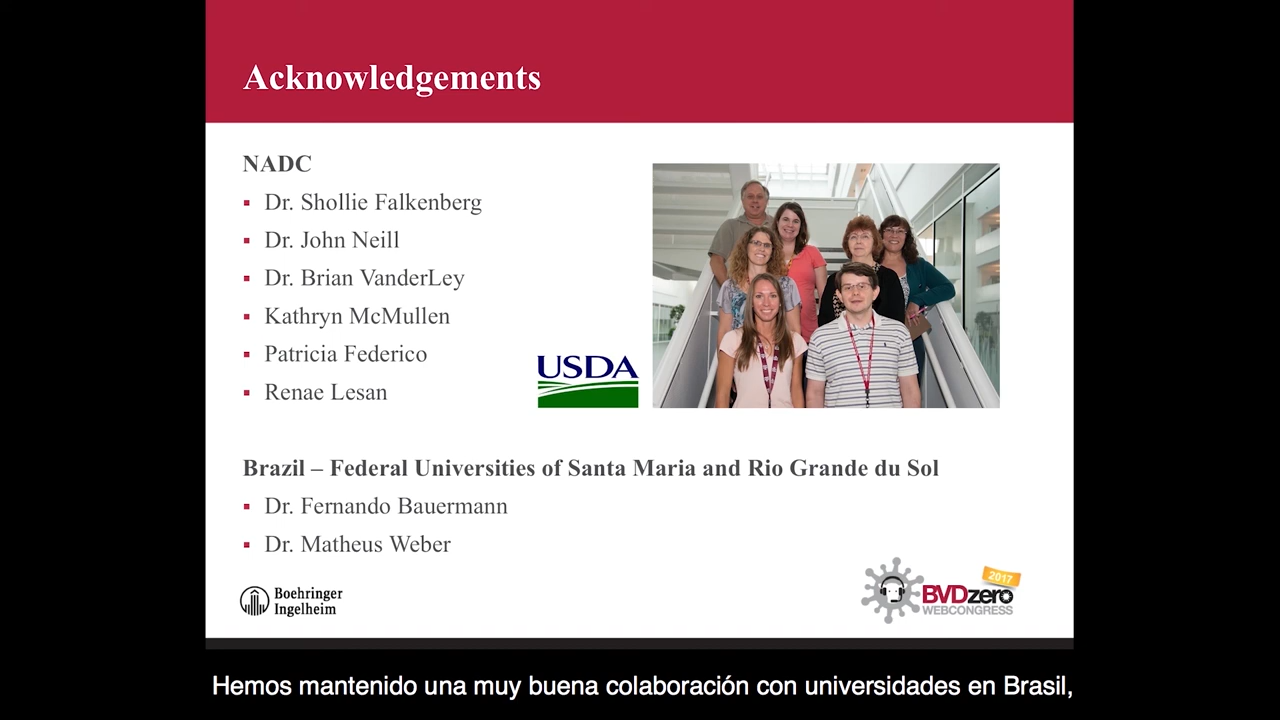 Acknowledgements
NADC
Dr. Shollie Falkenberg
Dr. John Neill
Dr. Brian VanderLey
Kathryn McMullen
Patricia Federico
Renae Lesan
USDA
Brazil – Federal Universities of Santa Maria and Rio Grande du Sol
Dr. Fernando Bauermann
Dr. Matheus Weber
Boehringer
Ingelheim
2017
BVDzero
WEBCONGRESS
Hemos mantenido una muy buena colaboración con universidades en Brasil,